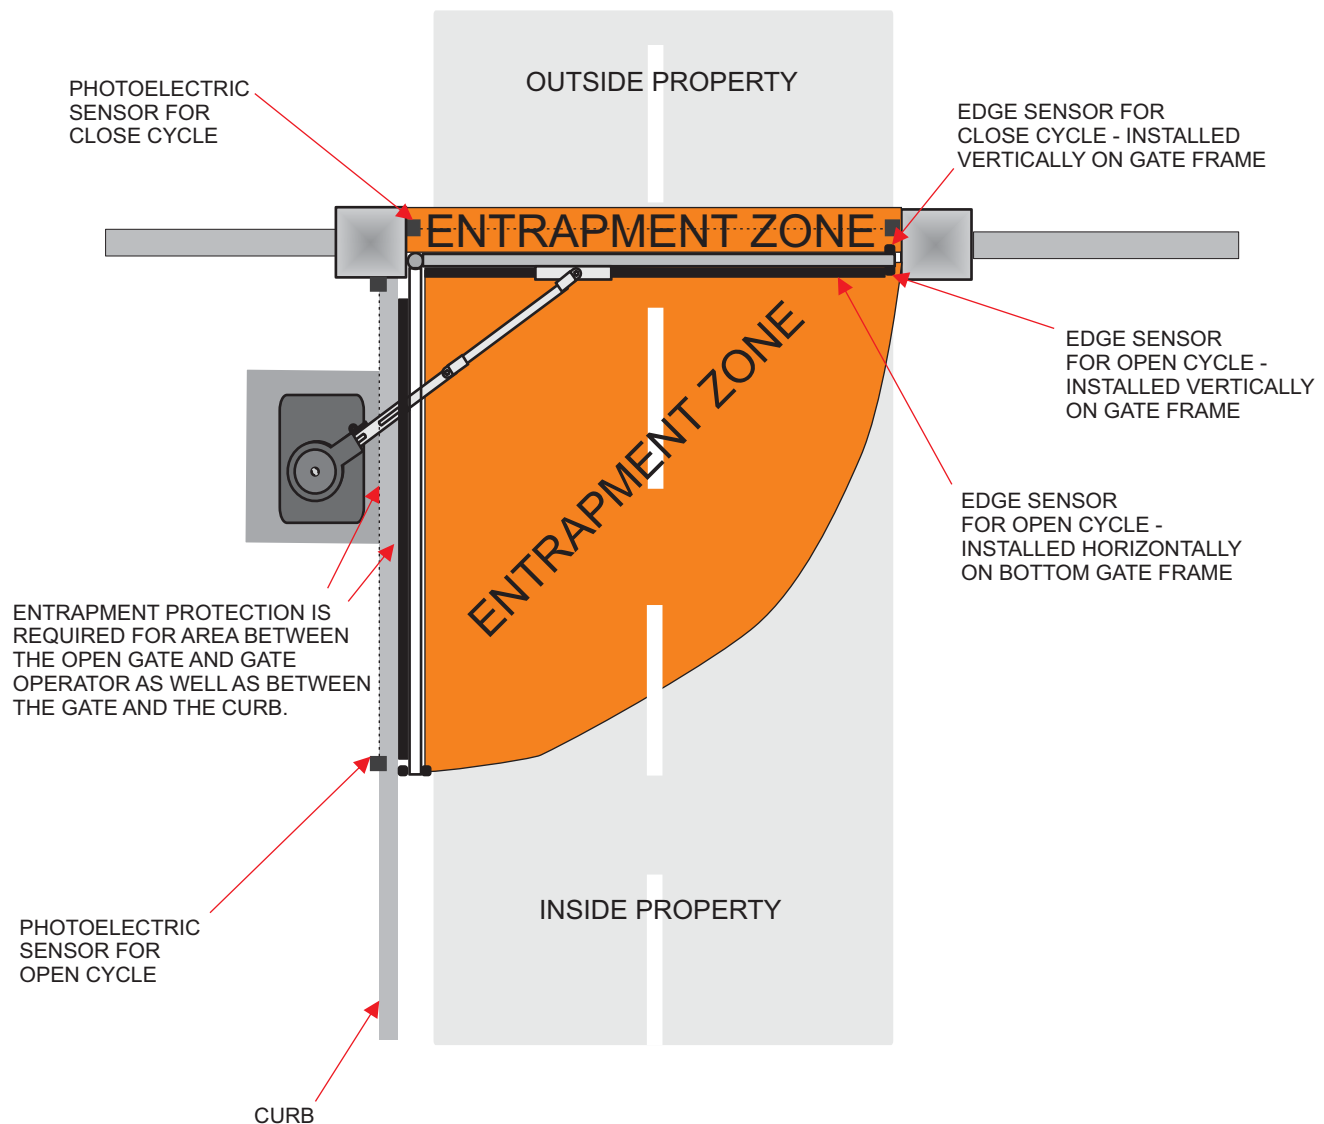 OUTSIDE PROPERTY
PHOTOELECTRIC
SENSOR FOR
CLOSE CYCLE
EDGE SENSOR FOR
CLOSE CYCLE - INSTALLED
VERTICALLY ON GATE FRAME
ENTRAPMENT ZONE
EDGE SENSOR
FOR OPEN CYCLE -
INSTALLED VERTICALLY
ON GATE FRAME
ENTRAPMENT ZONE
EDGE SENSOR
FOR OPEN CYCLE -
INSTALLED HORIZONTALLY
ON BOTTOM GATE FRAME
ENTRAPMENT PROTECTION IS
REQUIRED FOR AREA BETWEEN
THE OPEN GATE AND GATE
OPERATOR AS WELL AS BETWEEN
THE GATE AND THE CURB.
INSIDE PROPERTY
PHOTOELECTRIC
SENSOR FOR
OPEN CYCLE
CURB